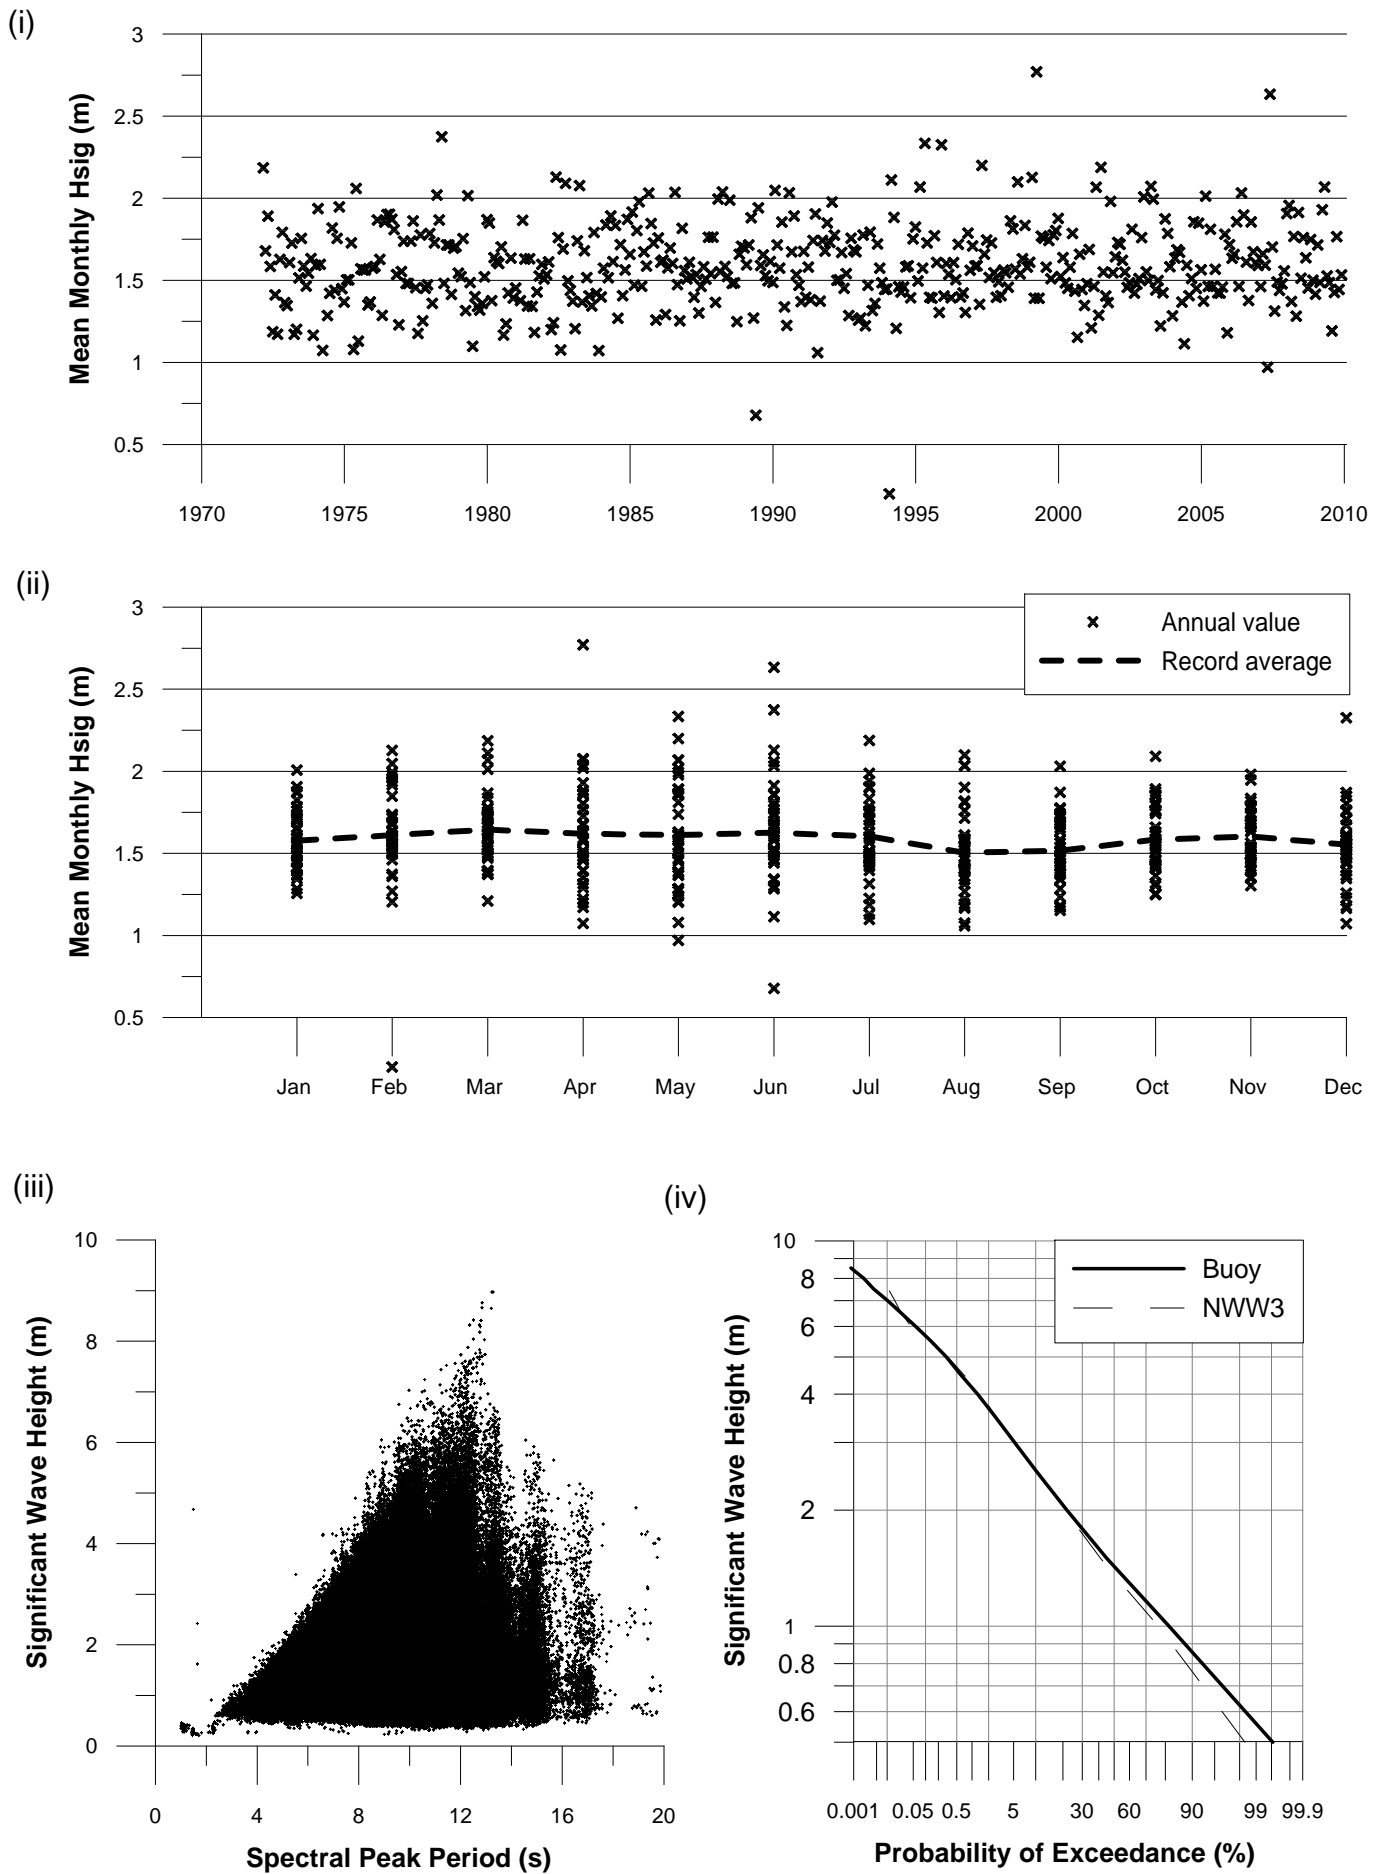 (i)
3
2.5
2
1.5
1
0.5
Mean Monthly Hsig (m)
1970 1975 1980 1985 1990 1995 2000 2005 2010
(ii)
3
2.5
2
1.5
1
0.5
Mean Monthly Hsig (m)
Annual value
Record average
Jan Feb Mar Apr May Jun Jul Aug Sep Oct Nov Dec
(iii)
10
8
6
4
2
0
Significant Wave Height (m)
0 4 8 12 16 20
Spectral Peak Period (s)
(iv)
10
8
6
4
2
1
0.8
0.6
Significant Wave Height (m)
Buoy
NWW3
0.001 0.05 0.5 5 30 60 90 99 99.9
Probability of Exceedance (%)